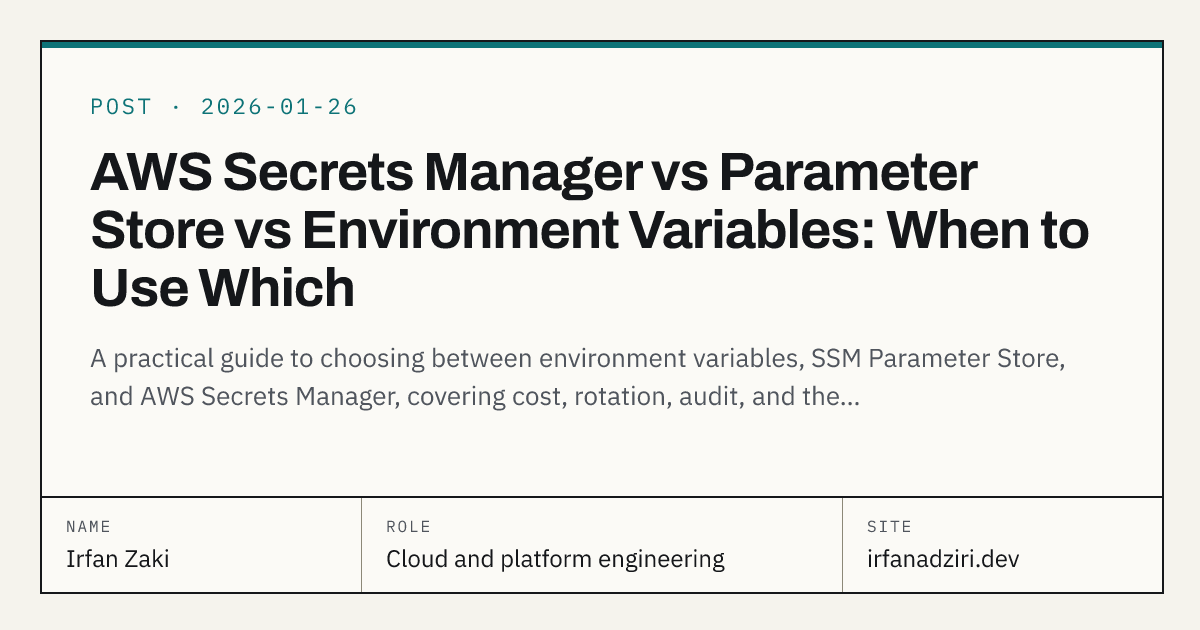 POST · 2026-01-26
AWS Secrets Manager vs Parameter
Store vs Environment Variables: When to
Use Which
A practical guide to choosing between environment variables, SSM Parameter Store,
and AWS Secrets Manager, covering cost, rotation, audit, and the...
NAME
Irfan Zaki
ROLE
Cloud and platform engineering
SITE
irfanadziri.dev